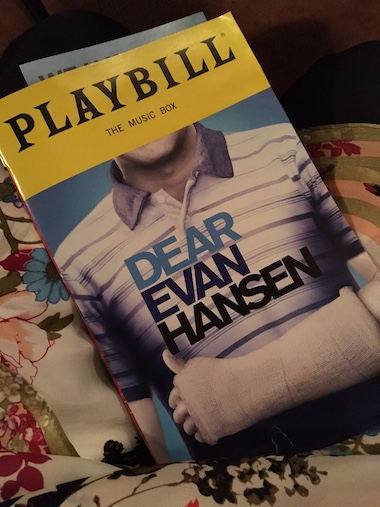 PLAYBILL
THE MUSIC BOX
DEAR
EVAN
HANSEN